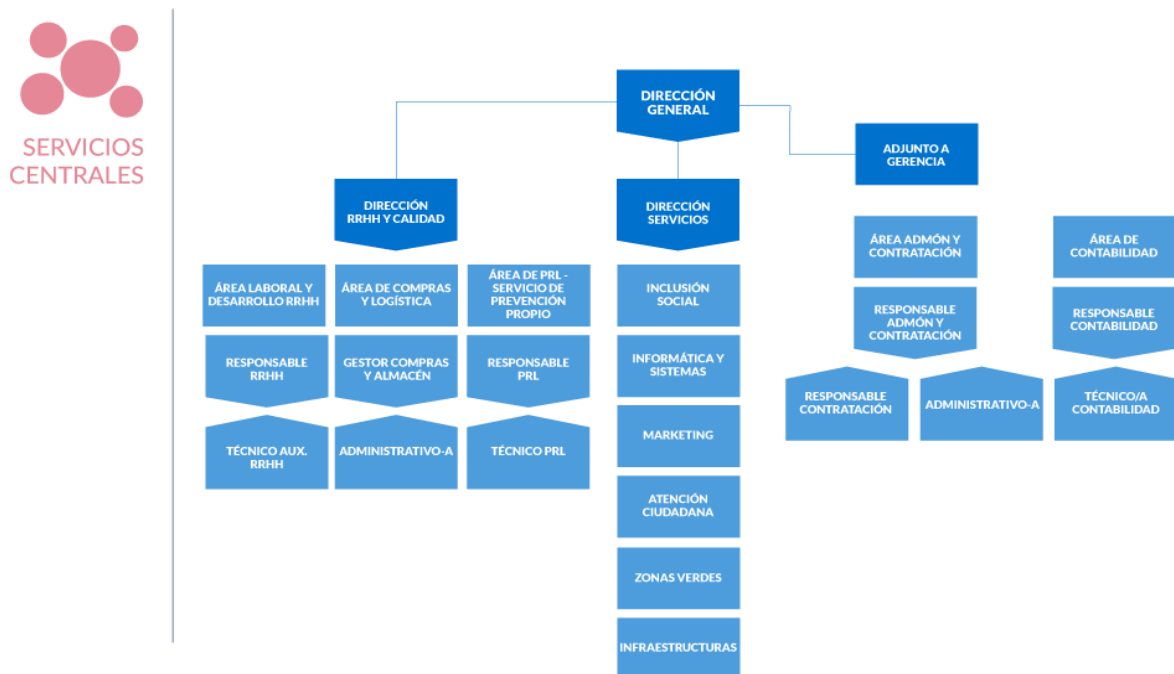 SERVICIOS
CENTRALES
DIRECCIÓN
GENERAL
ADJUNTO A
GERENCIA
DIRECCIÓN
RRHH Y CALIDAD
DIRECCIÓN
SERVICIOS
ÁREA LABORAL Y
DESARROLLO RRHH
ÁREA DE COMPRAS
Y LOGÍSTICA
ÁREA DE PRL -
SERVICIO DE
PREVENCIÓN
PROPIO
RESPONSABLE
RRHH
GESTOR COMPRAS
Y ALMACÉN
RESPONSABLE
PRL
TÉCNICO AUX.
RRHH
ADMINISTRATIVO-A
TÉCNICO PRL
INCLUSIÓN
SOCIAL
INFORMÁTICA Y
SISTEMAS
MARKETING
ATENCIÓN
CIUDADANA
ZONAS VERDES
INFRAESTRUCTURAS
ÁREA ADMÓN Y
CONTRATACIÓN
ÁREA DE
CONTABILIDAD
RESPONSABLE
ADMÓN Y
CONTRATACIÓN
RESPONSABLE
CONTABILIDAD
RESPONSABLE
CONTRATACIÓN
ADMINISTRATIVO-A
TÉCNICO/A
CONTABILIDAD